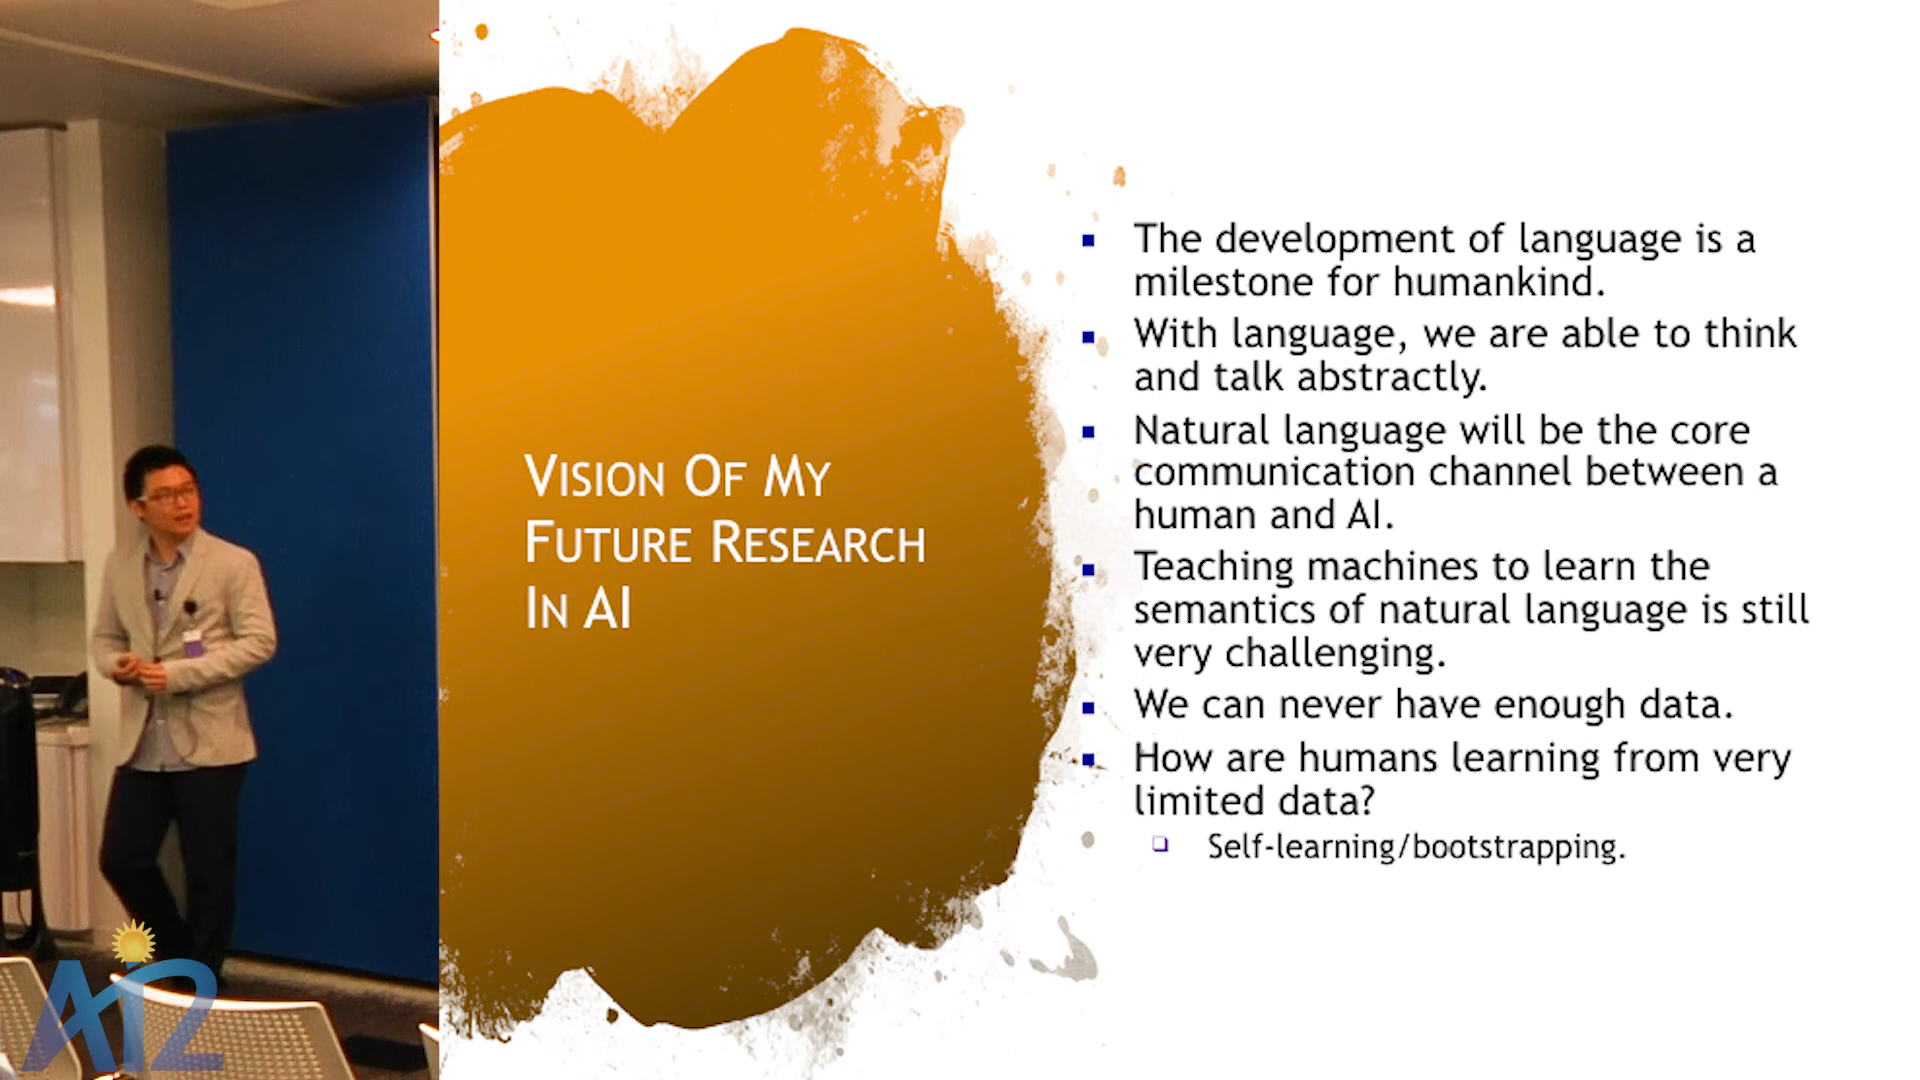 VISION OF MY
FUTURE RESEARCH
IN AI
The development of language is a
milestone for humankind.
With language, we are able to think
and talk abstractly.
Natural language will be the core
communication channel between a
human and AI.
Teaching machines to learn the
semantics of natural language is still
very challenging.
We can never have enough data.
How are humans learning from very
limited data?
Self-learning/bootstrapping.
AI2